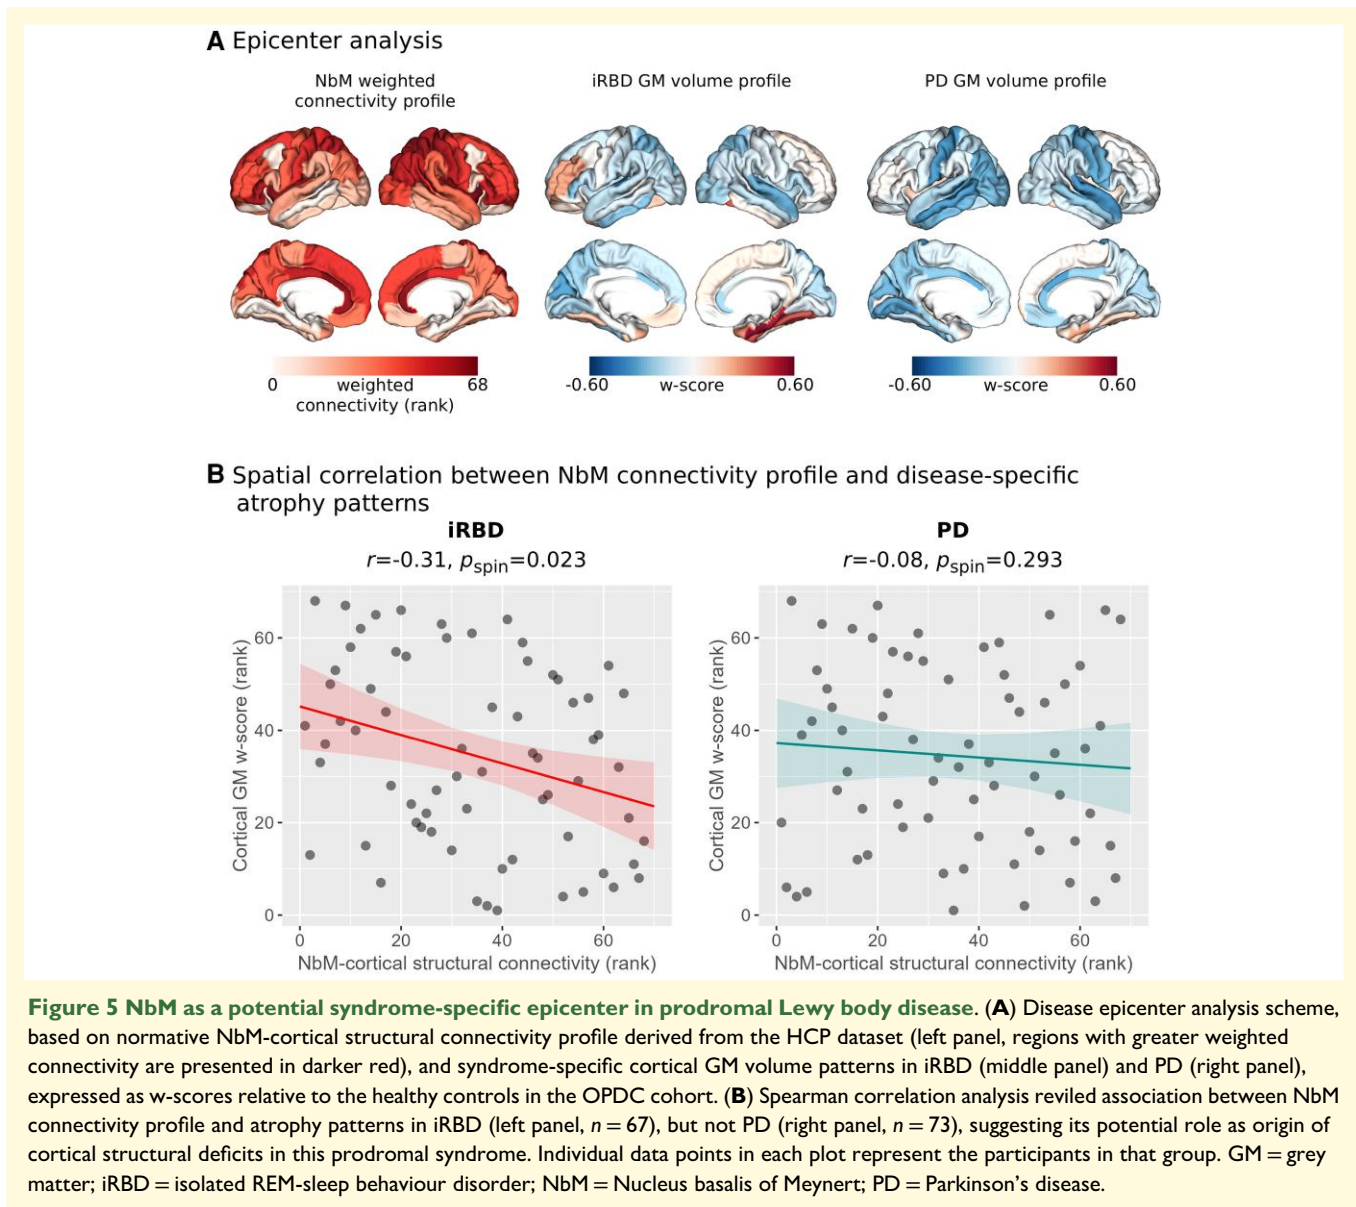 A Epicenter analysis
NbM weighted
connectivity profile
iRBD GM volume profile
PD GM volume profile
0 weighted 68
connectivity (rank)
-0.60 w-score 0.60
-0.60 w-score 0.60
B Spatial correlation between NbM connectivity profile and disease-specific
atrophy patterns
iRBD
r=-0.31, pspin=0.023
Cortical GM w-score (rank)
60
40
20
0
0 20 40 60
NbM-cortical structural connectivity (rank)
PD
r=-0.08, pspin=0.293
Cortical GM w-score (rank)
60
40
20
0
0 20 40 60
NbM-cortical structural connectivity (rank)
Figure 5 NbM as a potential syndrome-specific epicenter in prodromal Lewy body disease. (A) Disease epicenter analysis scheme,
based on normative NbM-cortical structural connectivity profile derived from the HCP dataset (left panel, regions with greater weighted
connectivity are presented in darker red), and syndrome-specific cortical GM volume patterns in iRBD (middle panel) and PD (right panel),
expressed as w-scores relative to the healthy controls in the OPDC cohort. (B) Spearman correlation analysis reviled association between NbM
connectivity profile and atrophy patterns in iRBD (left panel, n = 67), but not PD (right panel, n = 73), suggesting its potential role as origin of
cortical structural deficits in this prodromal syndrome. Individual data points in each plot represent the participants in that group. GM = grey
matter; iRBD = isolated REM-sleep behaviour disorder; NbM = Nucleus basalis of Meynert; PD = Parkinson's disease.